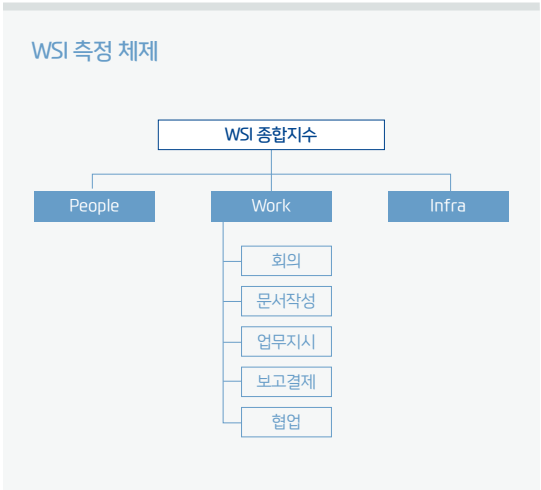 WSI 측정 체제
WSI 종합지수
People
Work
Infra
회의
문서작성
업무지시
보고결제
협업